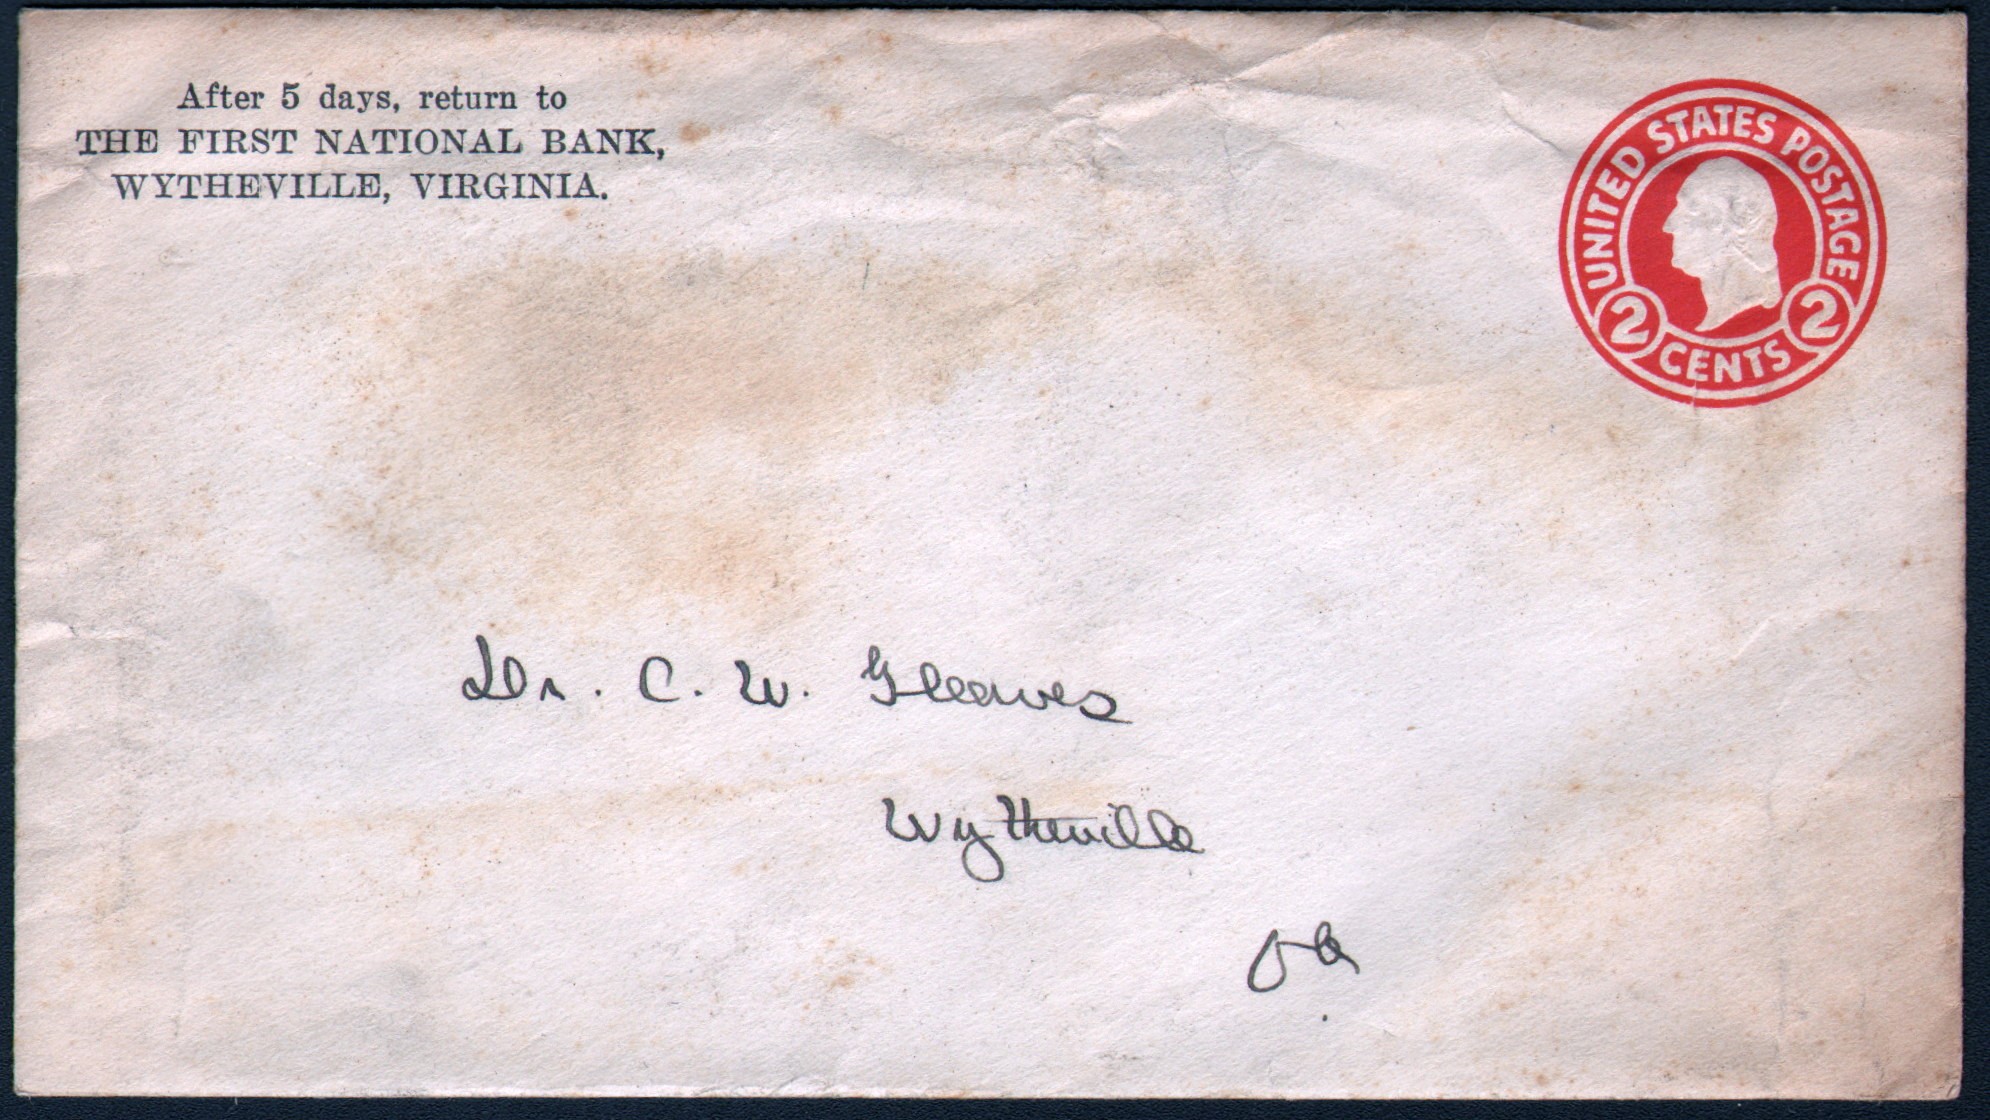 After 5 days, return to
THE FIRST NATIONAL BANK,
WYTHEVILLE, VIRGINIA.
UNITED STATES POSTAGE
2 CENTS 2
Dr. C. W. Gleaves
Wytheville
Va.